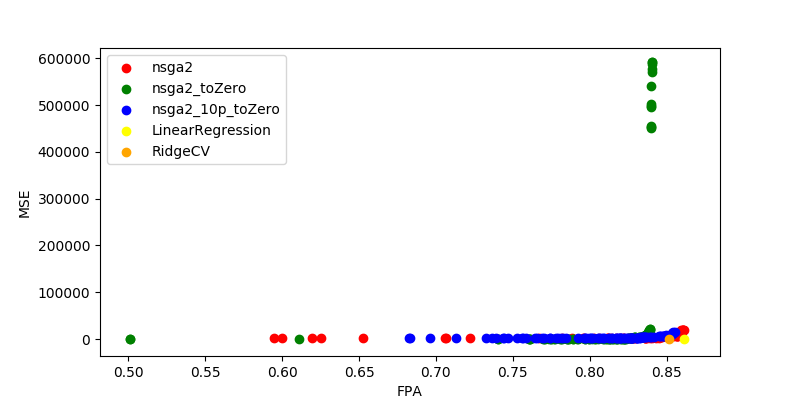 600000
500000
400000
300000
200000
100000
0
MSE
nsga2
nsga2_toZero
nsga2_10p_toZero
LinearRegression
RidgeCV
0.50 0.55 0.60 0.65 0.70 0.75 0.80 0.85
FPA